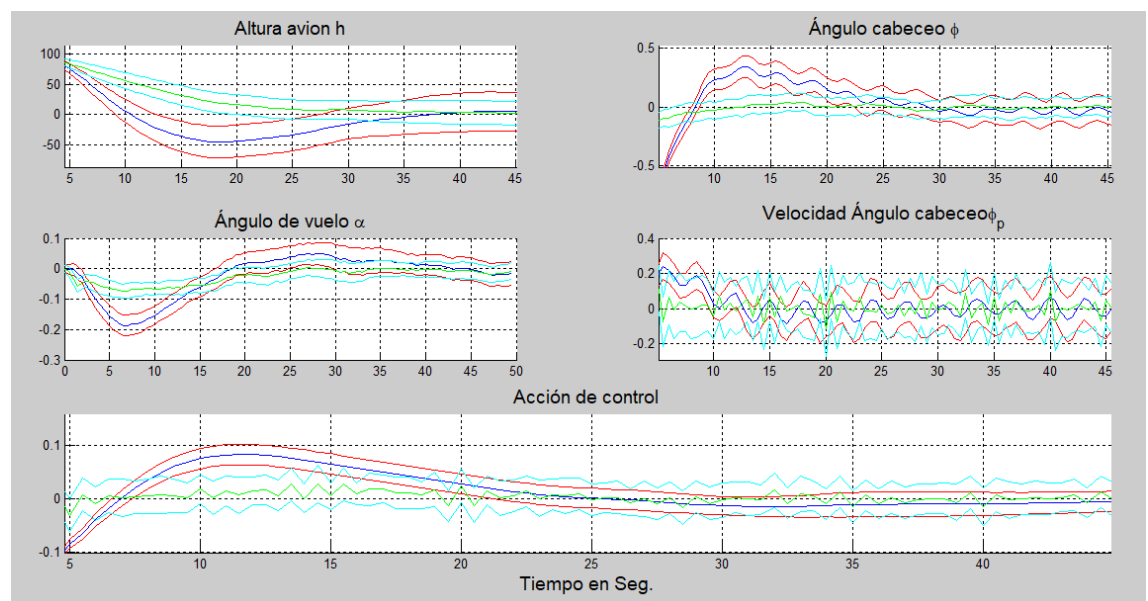 Altura avion h
100
50
0
-50
5 10 15 20 25 30 35 40 45
Ángulo cabeceo ϕ
0.5
0
-0.5
10 15 20 25 30 35 40 45
Ángulo de vuelo α
0.1
0
-0.1
-0.2
-0.3
0 5 10 15 20 25 30 35 40 45 50
Velocidad Ángulo cabeceoϕp
0.4
0.2
0
-0.2
10 15 20 25 30 35 40 45
Acción de control
0.1
0
-0.1
5 10 15 20 25 30 35 40
Tiempo en Seg.